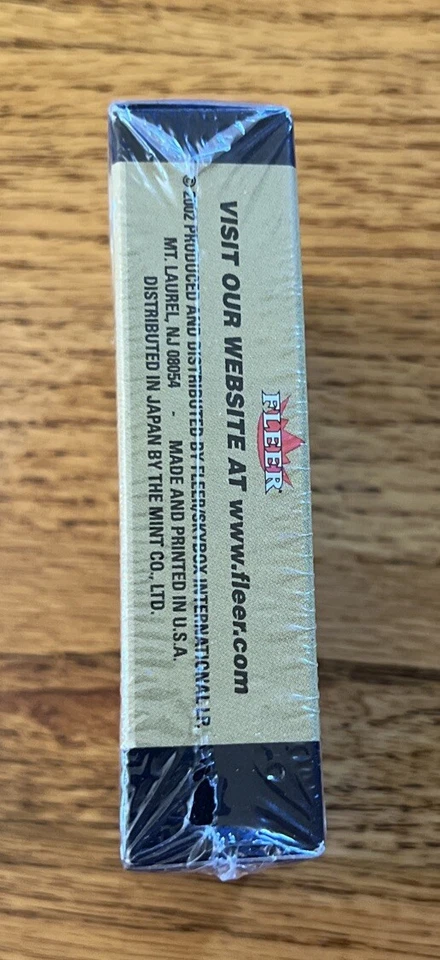 FLEER
VISIT OUR WEBSITE AT www.fleer.com
© 2002 PRODUCED AND DISTRIBUTED BY FLEER/SKYBOX INTERNATIONAL LP.
MT. LAUREL, NJ 08054 - MADE AND PRINTED IN U.S.A.
DISTRIBUTED IN JAPAN BY THE MINT CO., LTD.